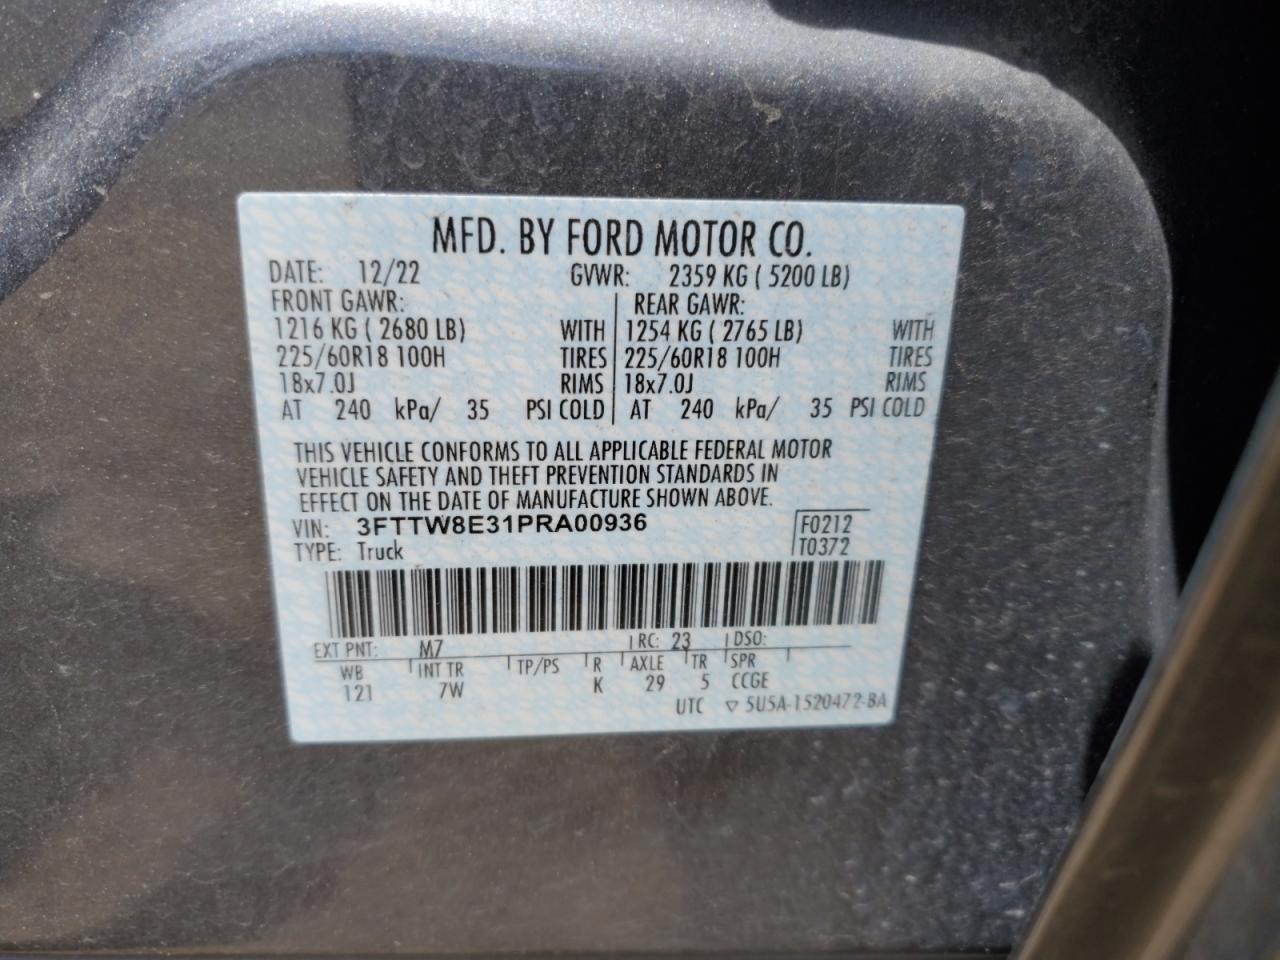 MFD. BY FORD MOTOR CO.
DATE: 12/22 GVWR: 2359 KG ( 5200 LB)
FRONT GAWR: REAR GAWR:
1216 KG ( 2680 LB) WITH 1254 KG ( 2765 LB) WITH
225/60R18 100H TIRES 225/60R18 100H TIRES
18x7.0J RIMS 18x7.0J RIMS
AT 240 kPa/ 35 PSI COLD AT 240 kPa/ 35 PSI COLD
THIS VEHICLE CONFORMS TO ALL APPLICABLE FEDERAL MOTOR
VEHICLE SAFETY AND THEFT PREVENTION STANDARDS IN
EFFECT ON THE DATE OF MANUFACTURE SHOWN ABOVE.
VIN: 3FTTW8E31PRA00936 F0212
TYPE: Truck T0372
EXT PNT: M7 RC: 23 DSO:
WB INT TR TP/PS R AXLE TR SPR
121 7W K 29 5 CCGE
UTC ▽ 5U5A-1520472-BA